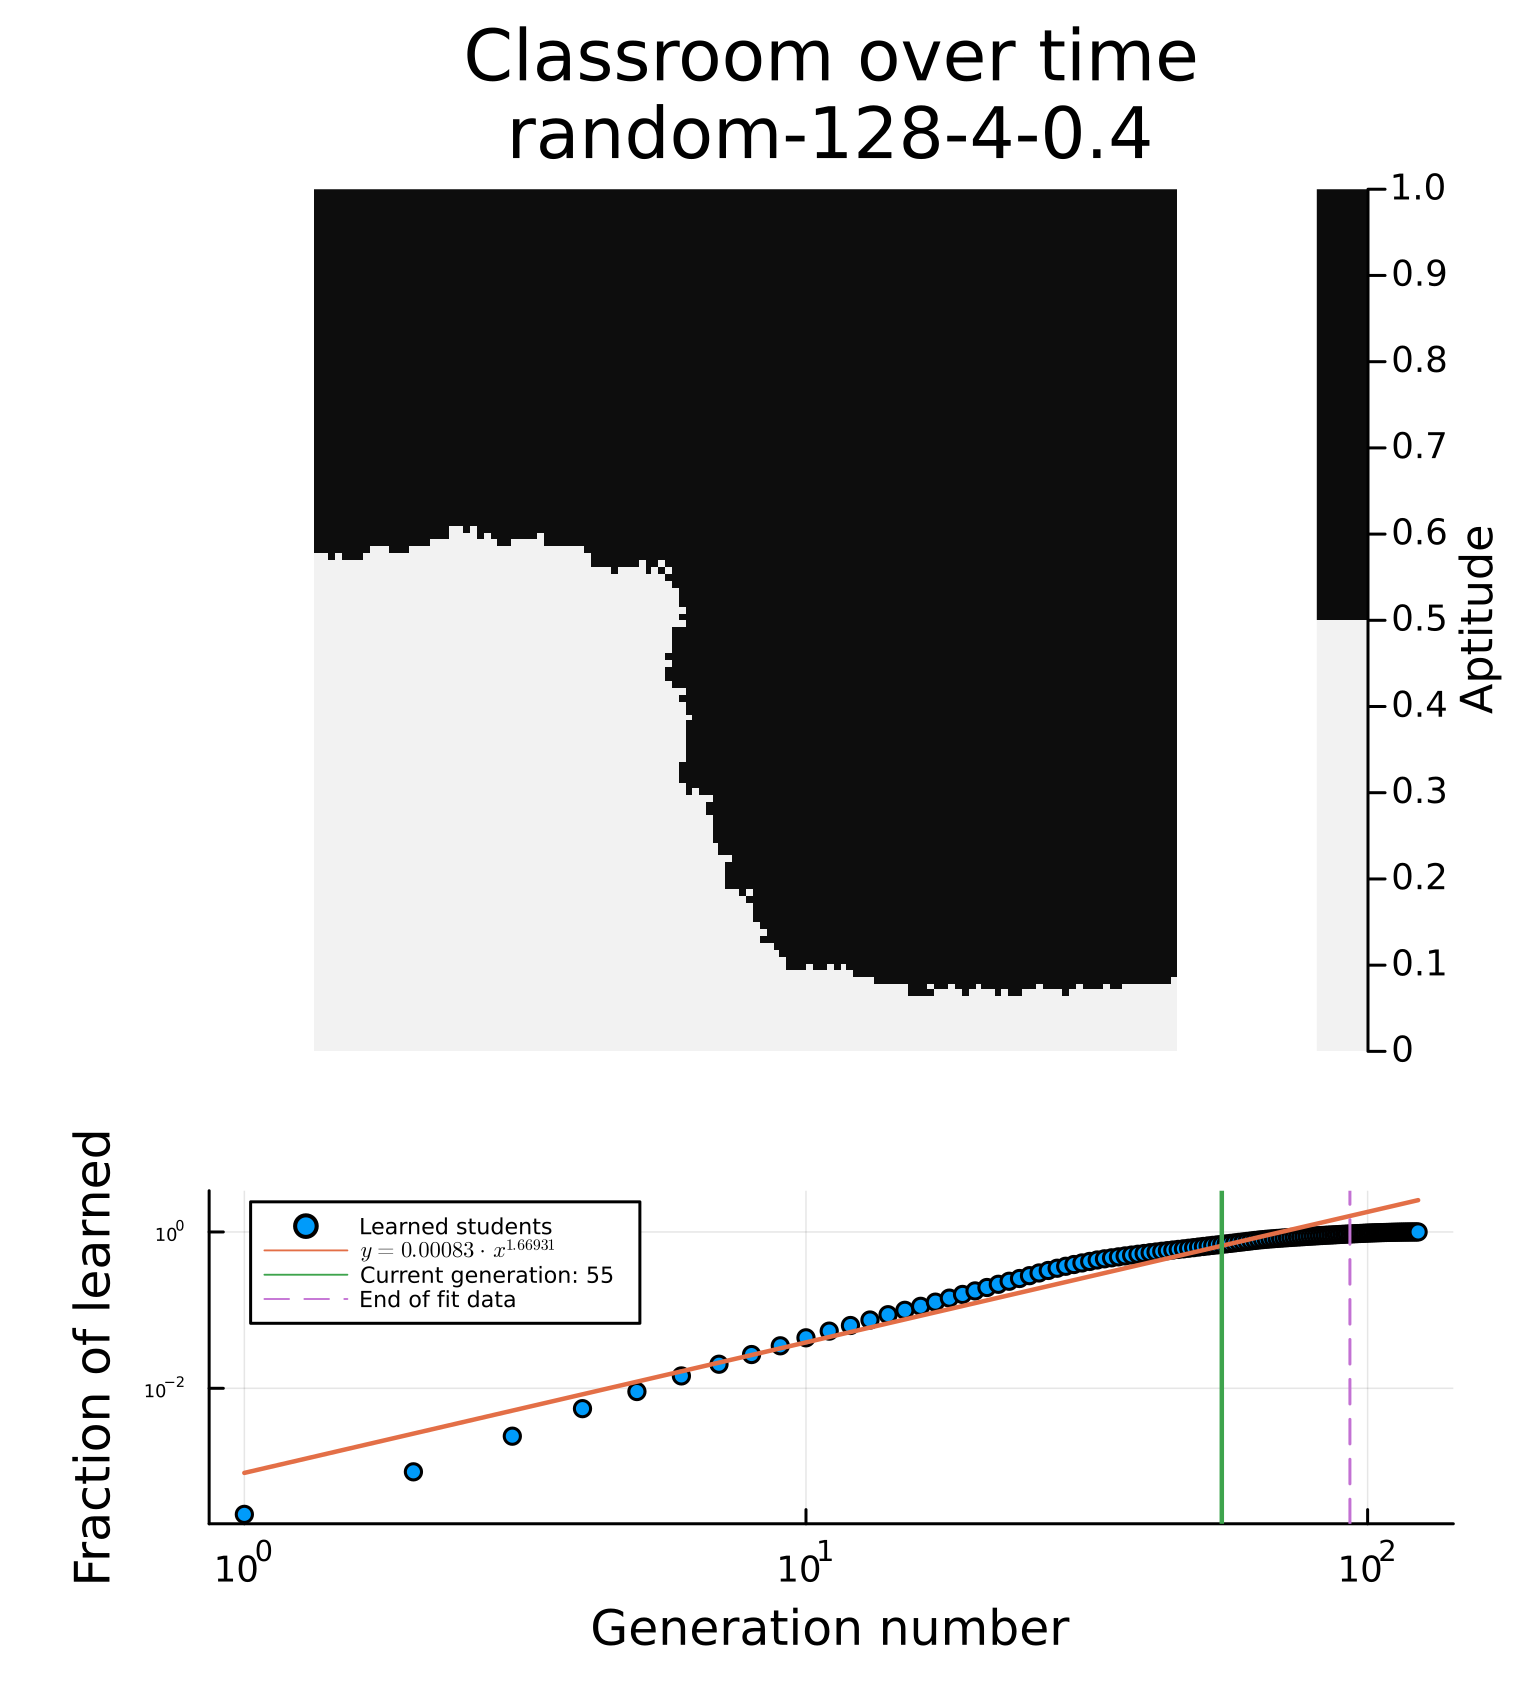 Classroom over time
random-128-4-0.4
1.0
0.9
0.8
0.7
0.6
0.5
0.4
0.3
0.2
0.1
0
Aptitude
Fraction of learned
10^0
10^-2
Learned students
y = 0.00083 · x^1.66931
Current generation: 55
End of fit data
10^0
10^1
10^2
Generation number